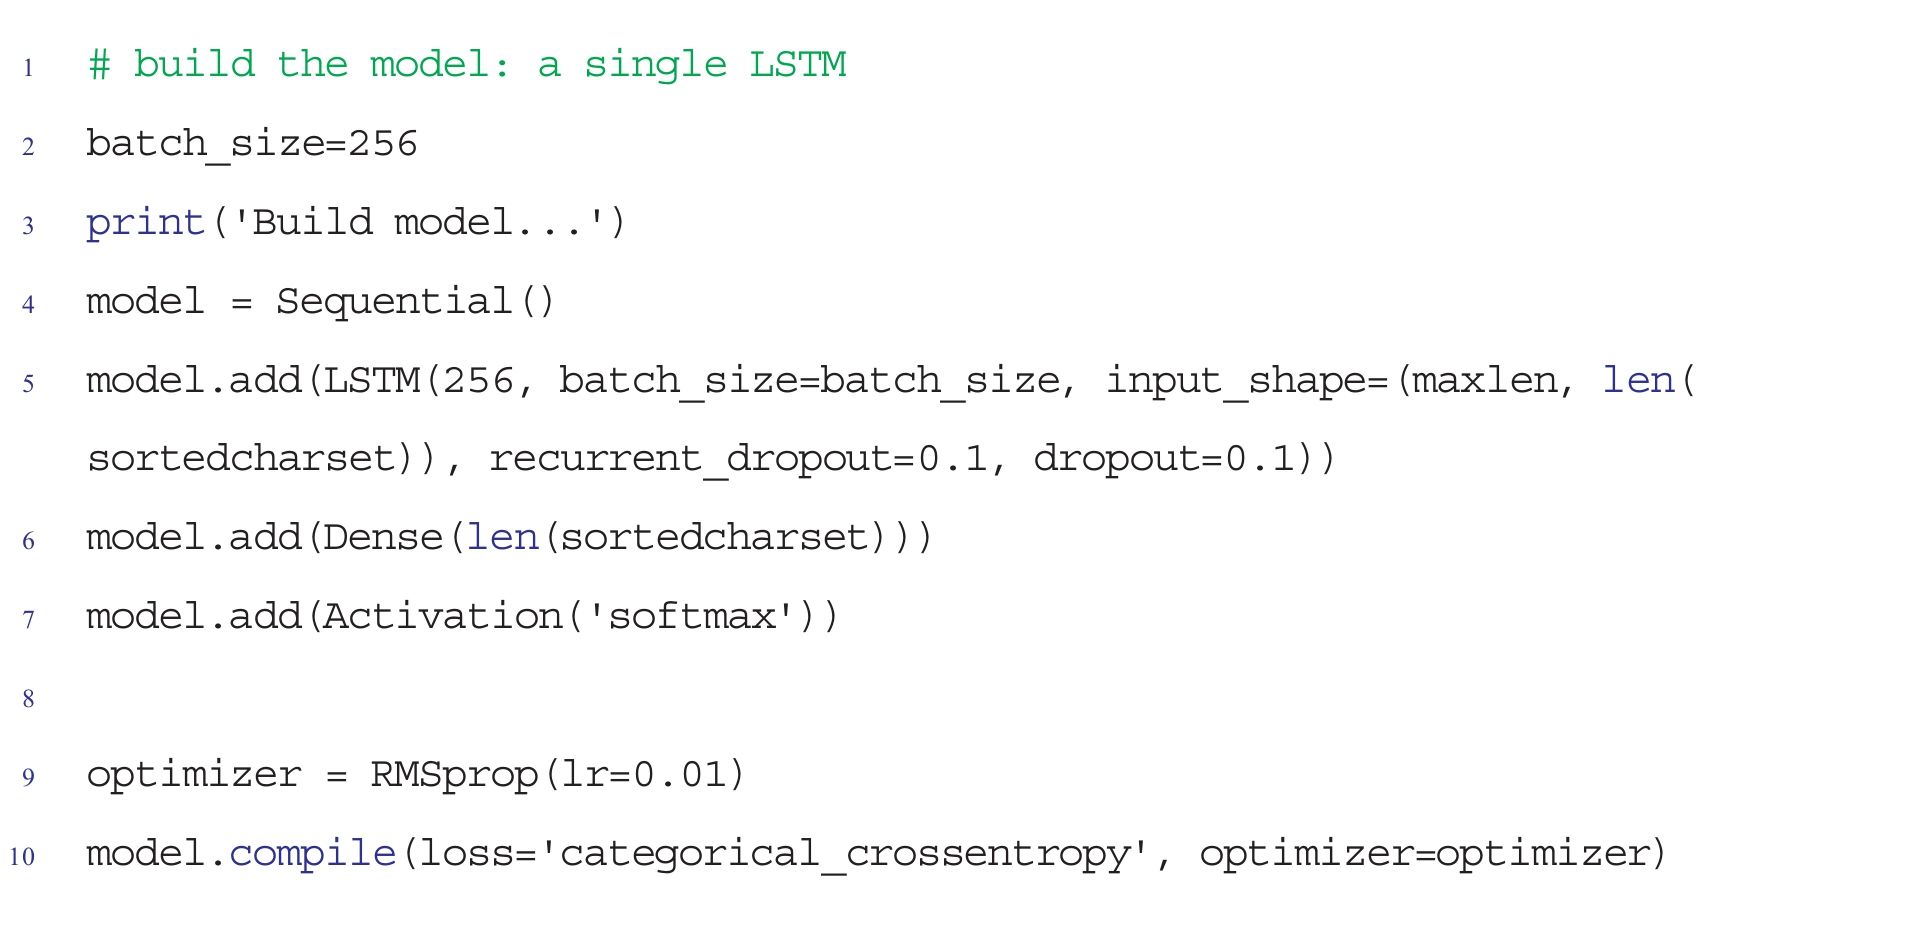 1 # build the model: a single LSTM
2 batch_size=256
3 print('Build model...')
4 model = Sequential()
5 model.add(LSTM(256, batch_size=batch_size, input_shape=(maxlen, len(
sortedcharset)), recurrent_dropout=0.1, dropout=0.1))
6 model.add(Dense(len(sortedcharset)))
7 model.add(Activation('softmax'))
8
9 optimizer = RMSprop(lr=0.01)
10 model.compile(loss='categorical_crossentropy', optimizer=optimizer)